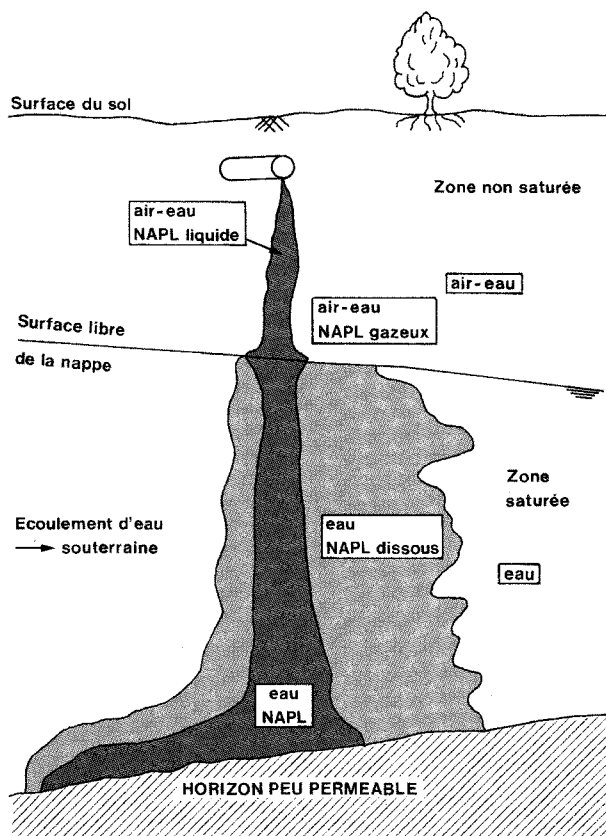 Surface du sol
Zone non saturée
air-eau
NAPL liquide
air-eau
air-eau
NAPL gazeux
Surface libre
de la nappe
Zone
saturée
Ecoulement d'eau
souterraine
eau
NAPL dissous
eau
eau
NAPL
HORIZON PEU PERMEABLE